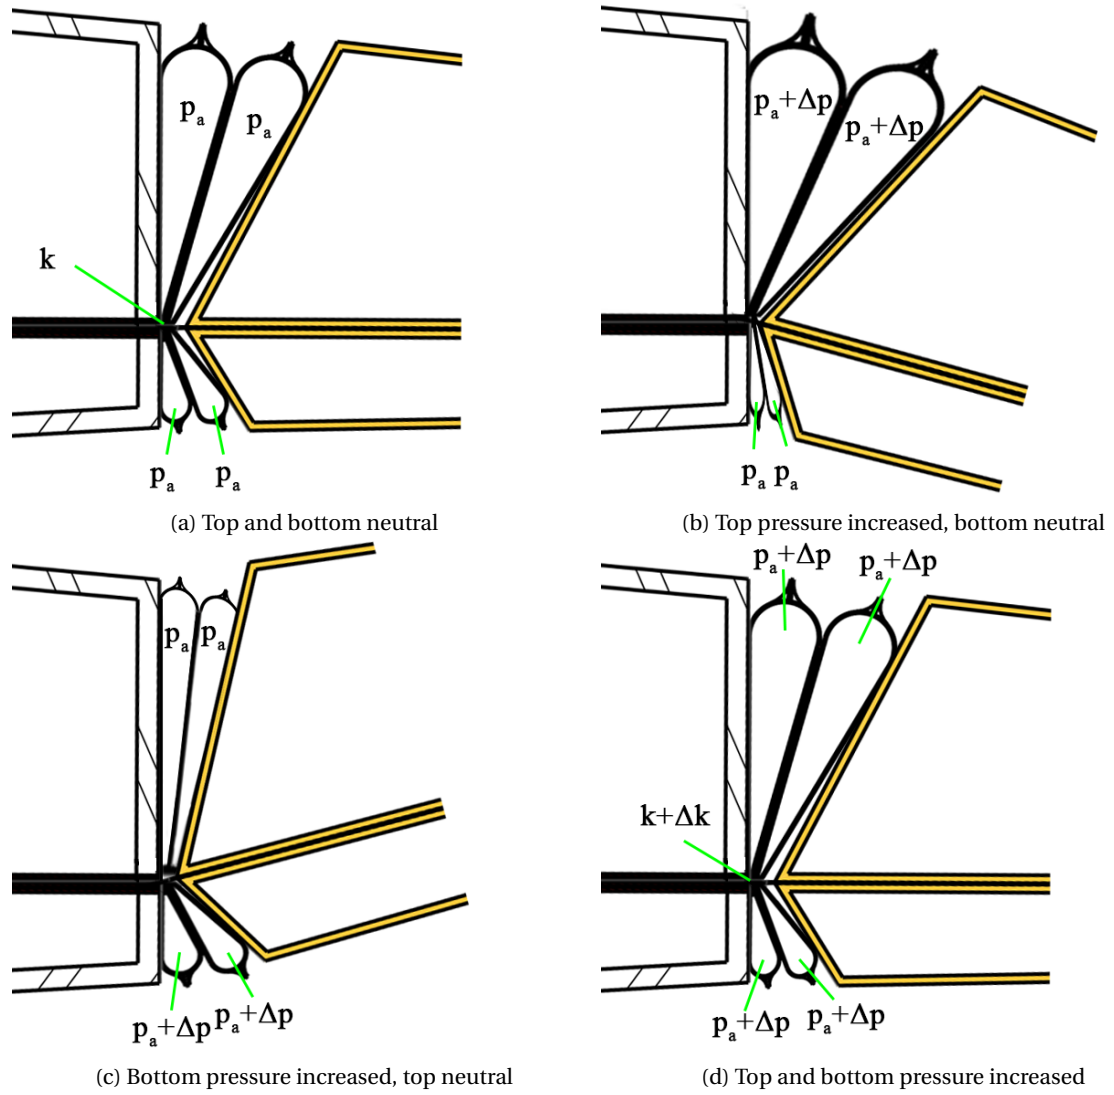 pₐ
pₐ
k
pₐ
pₐ
(a) Top and bottom neutral
pₐ+Δp
pₐ+Δp
pₐ
pₐ
(b) Top pressure increased, bottom neutral
pₐ
pₐ
pₐ+Δp
pₐ+Δp
(c) Bottom pressure increased, top neutral
pₐ+Δp
pₐ+Δp
k+Δk
pₐ+Δp
pₐ+Δp
(d) Top and bottom pressure increased